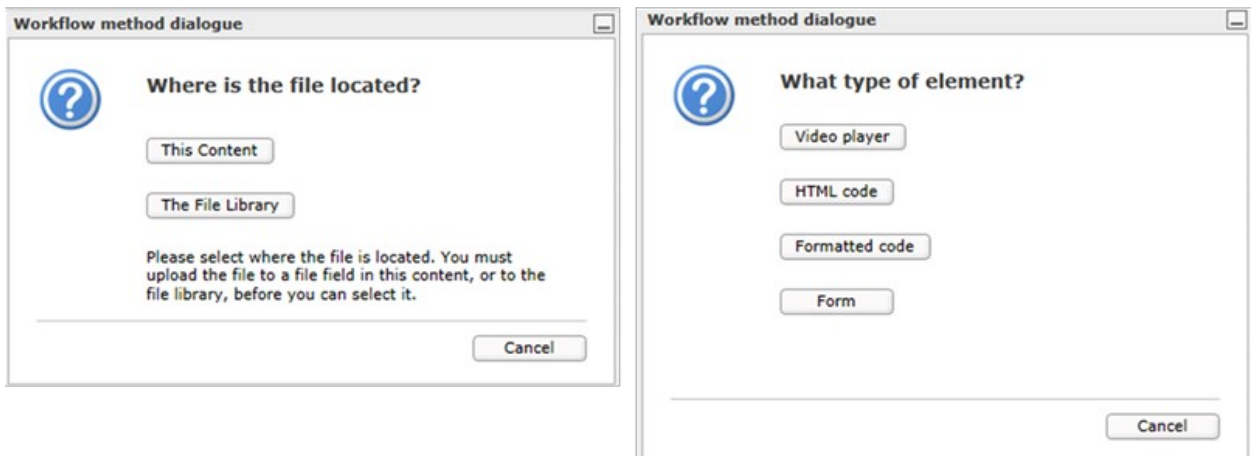 Workflow method dialogue
Where is the file located?
This Content
The File Library
Please select where the file is located. You must
upload the file to a file field in this content, or to the
file library, before you can select it.
Cancel
Workflow method dialogue
What type of element?
Video player
HTML code
Formatted code
Form
Cancel